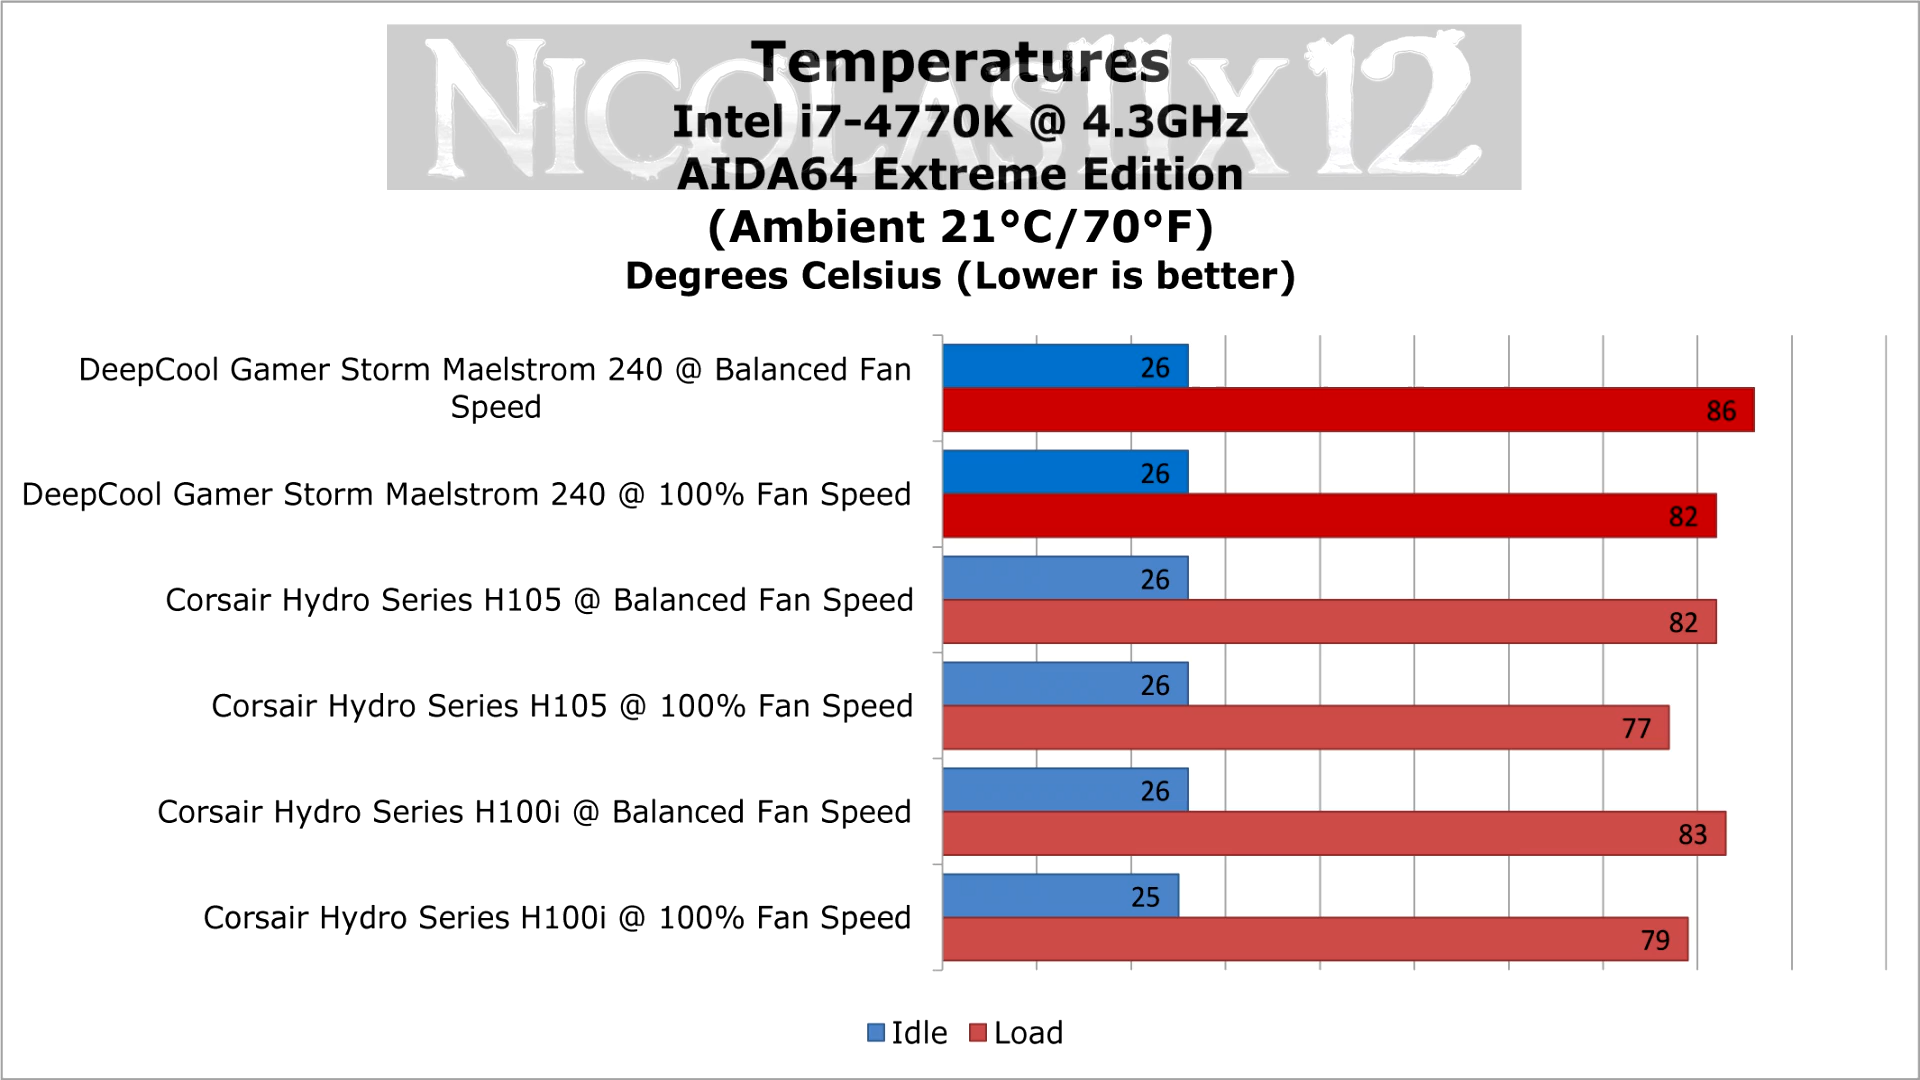 Nicolas11x12
Temperatures
Intel i7-4770K @ 4.3GHz
AIDA64 Extreme Edition
(Ambient 21°C/70°F)
Degrees Celsius (Lower is better)
DeepCool Gamer Storm Maelstrom 240 @ Balanced Fan
Speed
26
86
DeepCool Gamer Storm Maelstrom 240 @ 100% Fan Speed
26
82
Corsair Hydro Series H105 @ Balanced Fan Speed
26
82
Corsair Hydro Series H105 @ 100% Fan Speed
26
77
Corsair Hydro Series H100i @ Balanced Fan Speed
26
83
Corsair Hydro Series H100i @ 100% Fan Speed
25
79
Idle Load